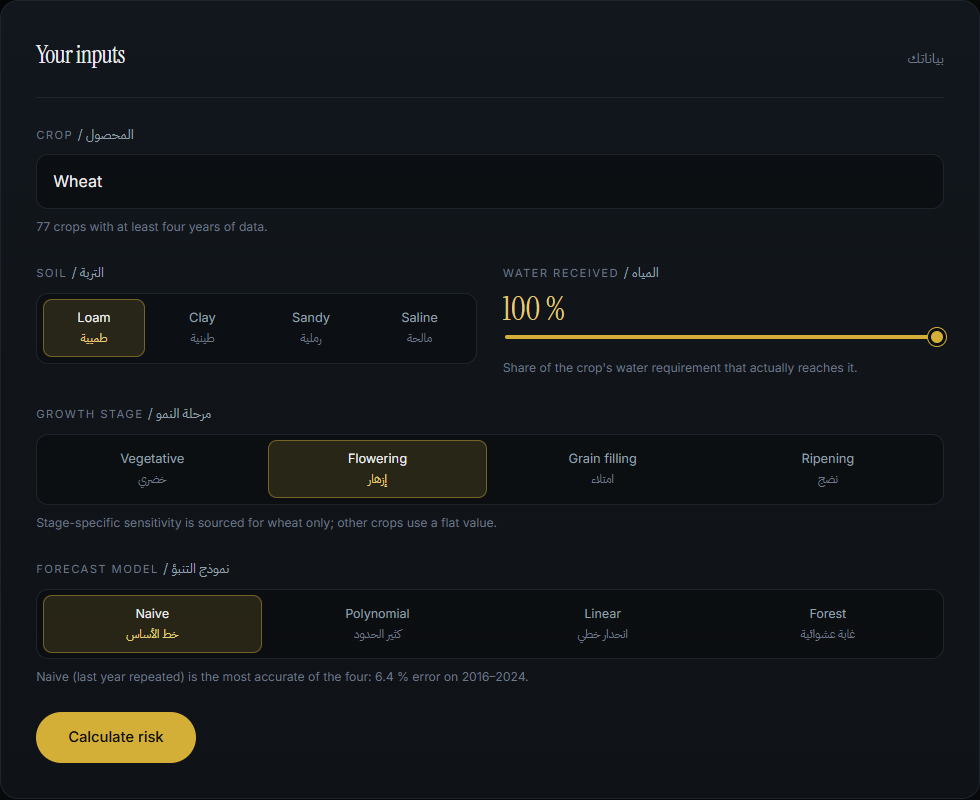 Your inputs
بياناتك
CROP / المحصول
Wheat
77 crops with at least four years of data.
SOIL / التربة
Loam
طميية
Clay
طينية
Sandy
رملية
Saline
مالحة
WATER RECEIVED / المياه
100 %
Share of the crop's water requirement that actually reaches it.
GROWTH STAGE / مرحلة النمو
Vegetative
خضري
Flowering
إزهار
Grain filling
امتلاء
Ripening
نضج
Stage-specific sensitivity is sourced for wheat only; other crops use a flat value.
FORECAST MODEL / نموذج التنبؤ
Naive
خط الأساس
Polynomial
كثير الحدود
Linear
انحدار خطي
Forest
غابة عشوائية
Naive (last year repeated) is the most accurate of the four: 6.4 % error on 2016–2024.
Calculate risk